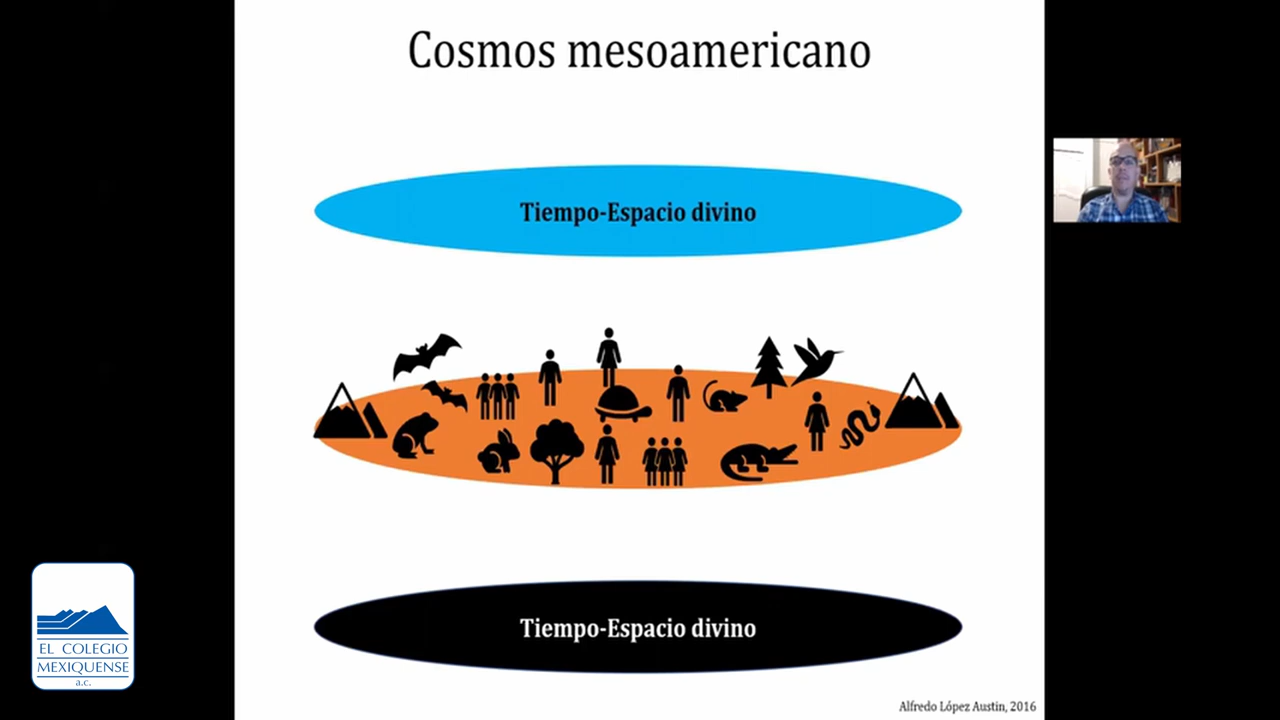 Cosmos mesoamericano
Tiempo-Espacio divino
Tiempo-Espacio divino
EL COLEGIO
MEXIQUENSE
a.c.
Alfredo López Austin, 2016